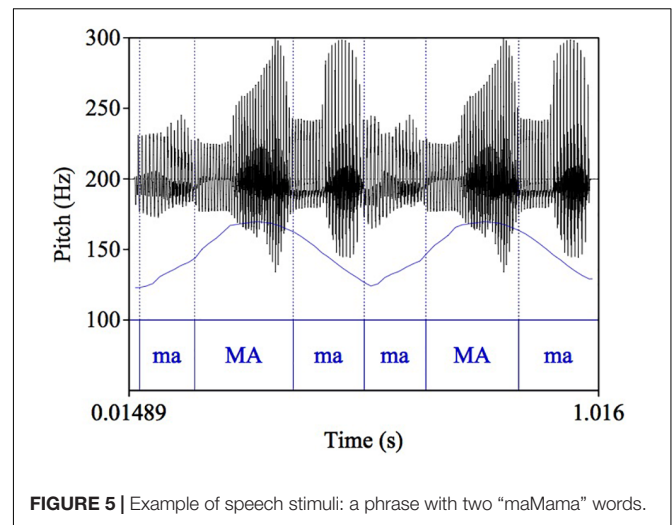 300
250
200
150
100
Pitch (Hz)
ma MA ma ma MA ma
0.01489 1.016
Time (s)
FIGURE 5 | Example of speech stimuli: a phrase with two “maMama” words.